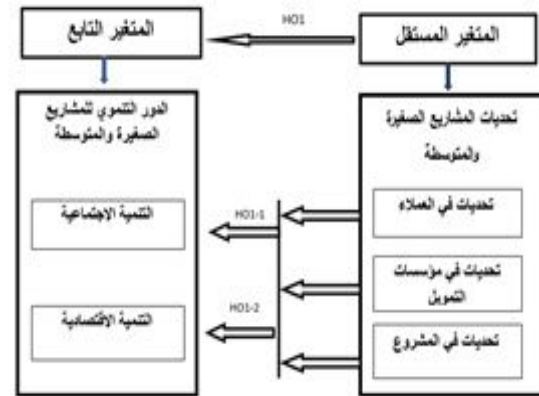 HO1
المتغير المستقل
المتغير التابع
تحديات المشاريع الصغيرة
والمتوسطة
تحديات في العملاء
تحديات في مؤسسات
التمويل
تحديات في المشروع
الدور التنموي للمشاريع
الصغيرة والمتوسطة
HO1-1
التنمية الاجتماعية
HO1-2
التنمية الاقتصادية